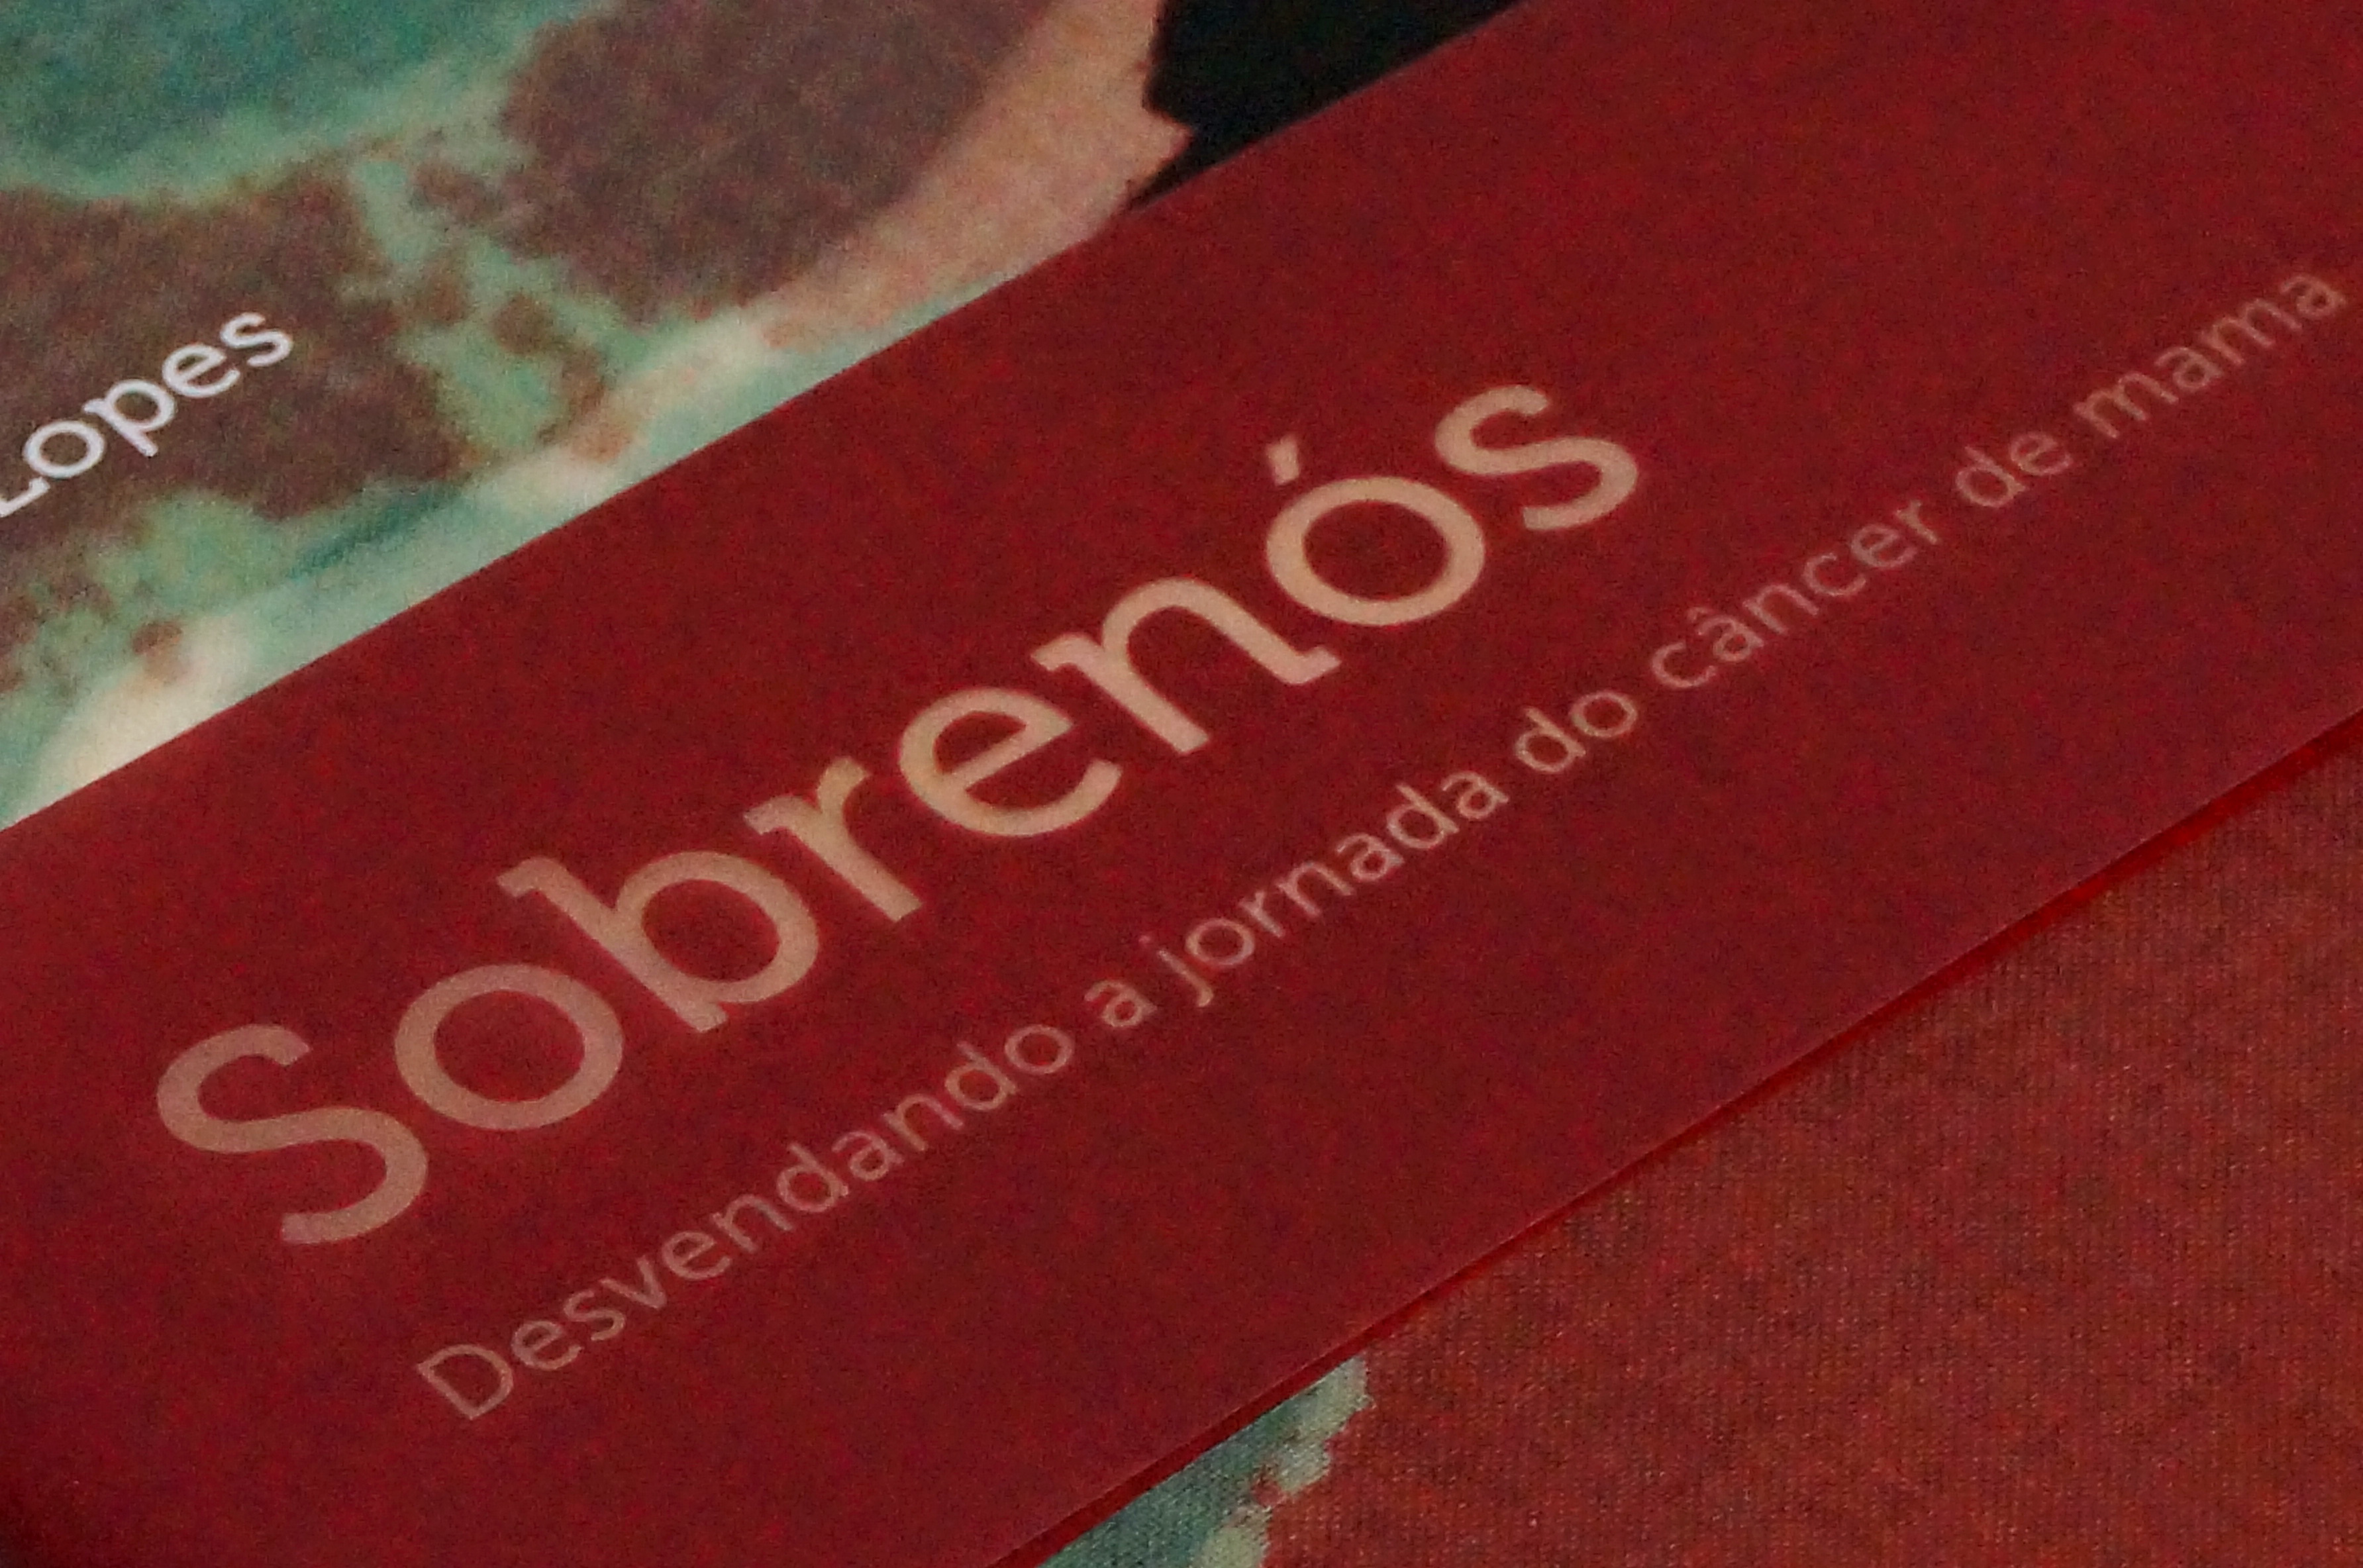 Lopes
Sobrenós
Desvendando a jornada do câncer de mama